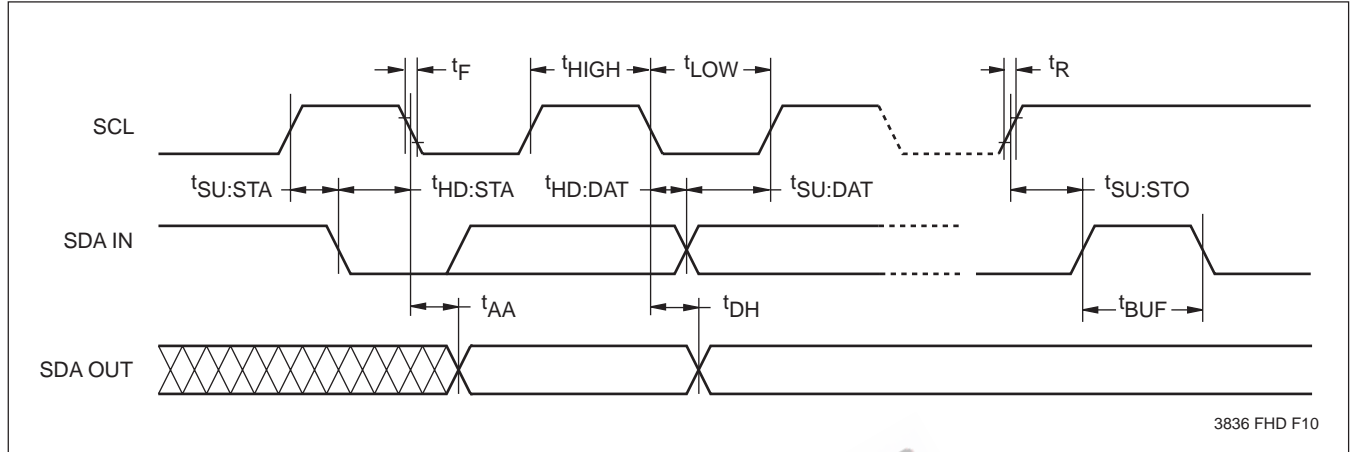 tF
tHIGH
tLOW
tR
SCL
tSU:STA
tHD:STA
tHD:DAT
tSU:DAT
tSU:STO
SDA IN
tAA
tDH
tBUF
SDA OUT
3836 FHD F10